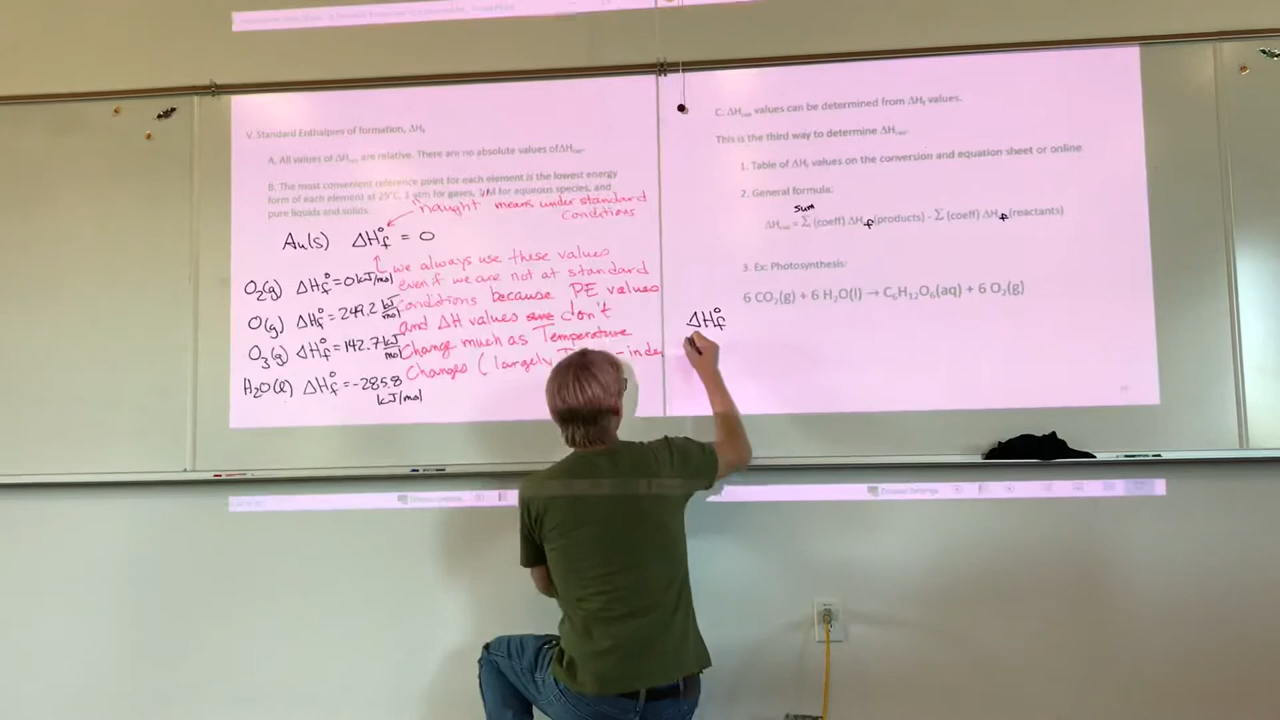 V. Standard Enthalpies of formation, ΔHf
A. All values of ΔHrxn are relative. There are no absolute values of ΔHrxn.
B. The most convenient reference point for each element is the lowest energy
form of each element at 25°C, 1 atm for gases, 1M for aqueous species, and
pure liquids and solids.
naught means under standard
conditions
Au(s) ΔH°f = 0
we always use these values
even if we are not at standard
conditions because PE values
and ΔH values are don't
Change much as Temperature
Changes (largely
O2(g) ΔH°f = 0 kJ/mol
O(g) ΔH°f = 249.2 kJ/mol
O3(g) ΔH°f = 142.7 kJ/mol
H2O(l) ΔH°f = -285.8
kJ/mol
C. ΔHrxn values can be determined from ΔHf values.
This is the third way to determine ΔHrxn.
1. Table of ΔHf values on the conversion and equation sheet or online.
2. General formula:
Sum
ΔHrxn = Σ (coeff) ΔHf (products) - Σ (coeff) ΔHf (reactants)
3. Ex: Photosynthesis:
6 CO2(g) + 6 H2O(l) → C6H12O6(aq) + 6 O2(g)
ΔH°f